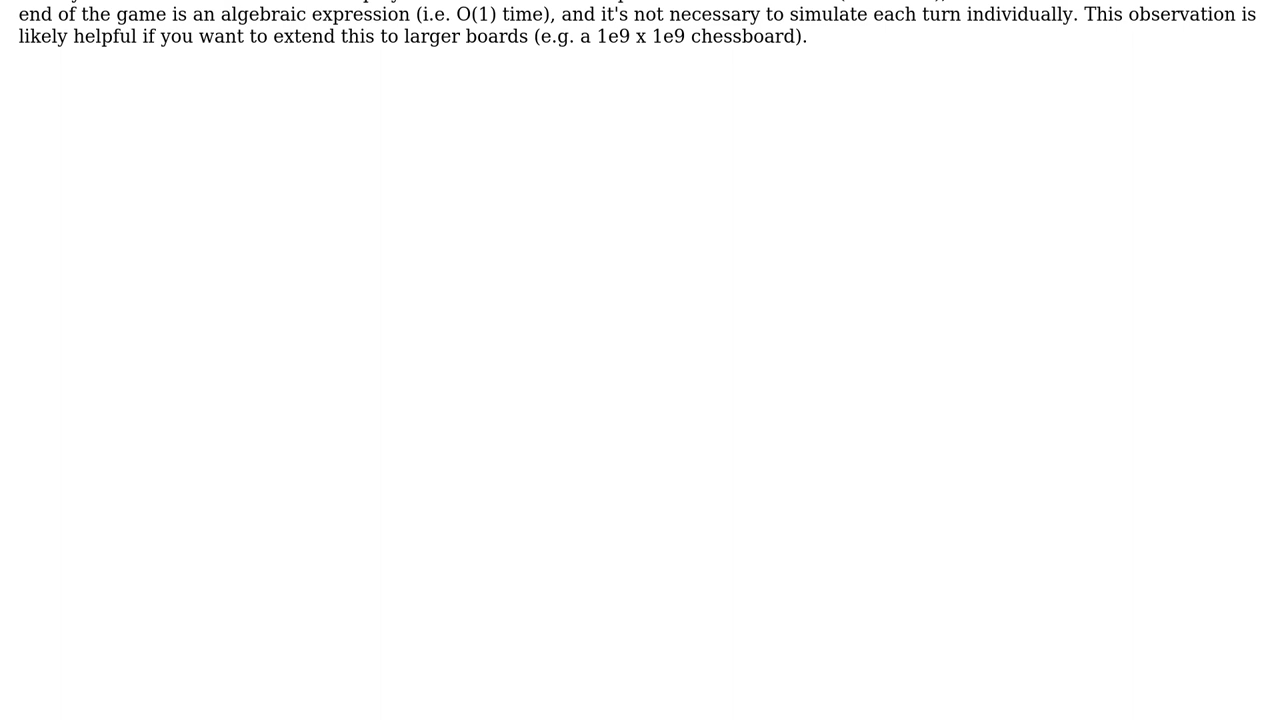 end of the game is an algebraic expression (i.e. O(1) time), and it's not necessary to simulate each turn individually. This observation is
likely helpful if you want to extend this to larger boards (e.g. a 1e9 x 1e9 chessboard).